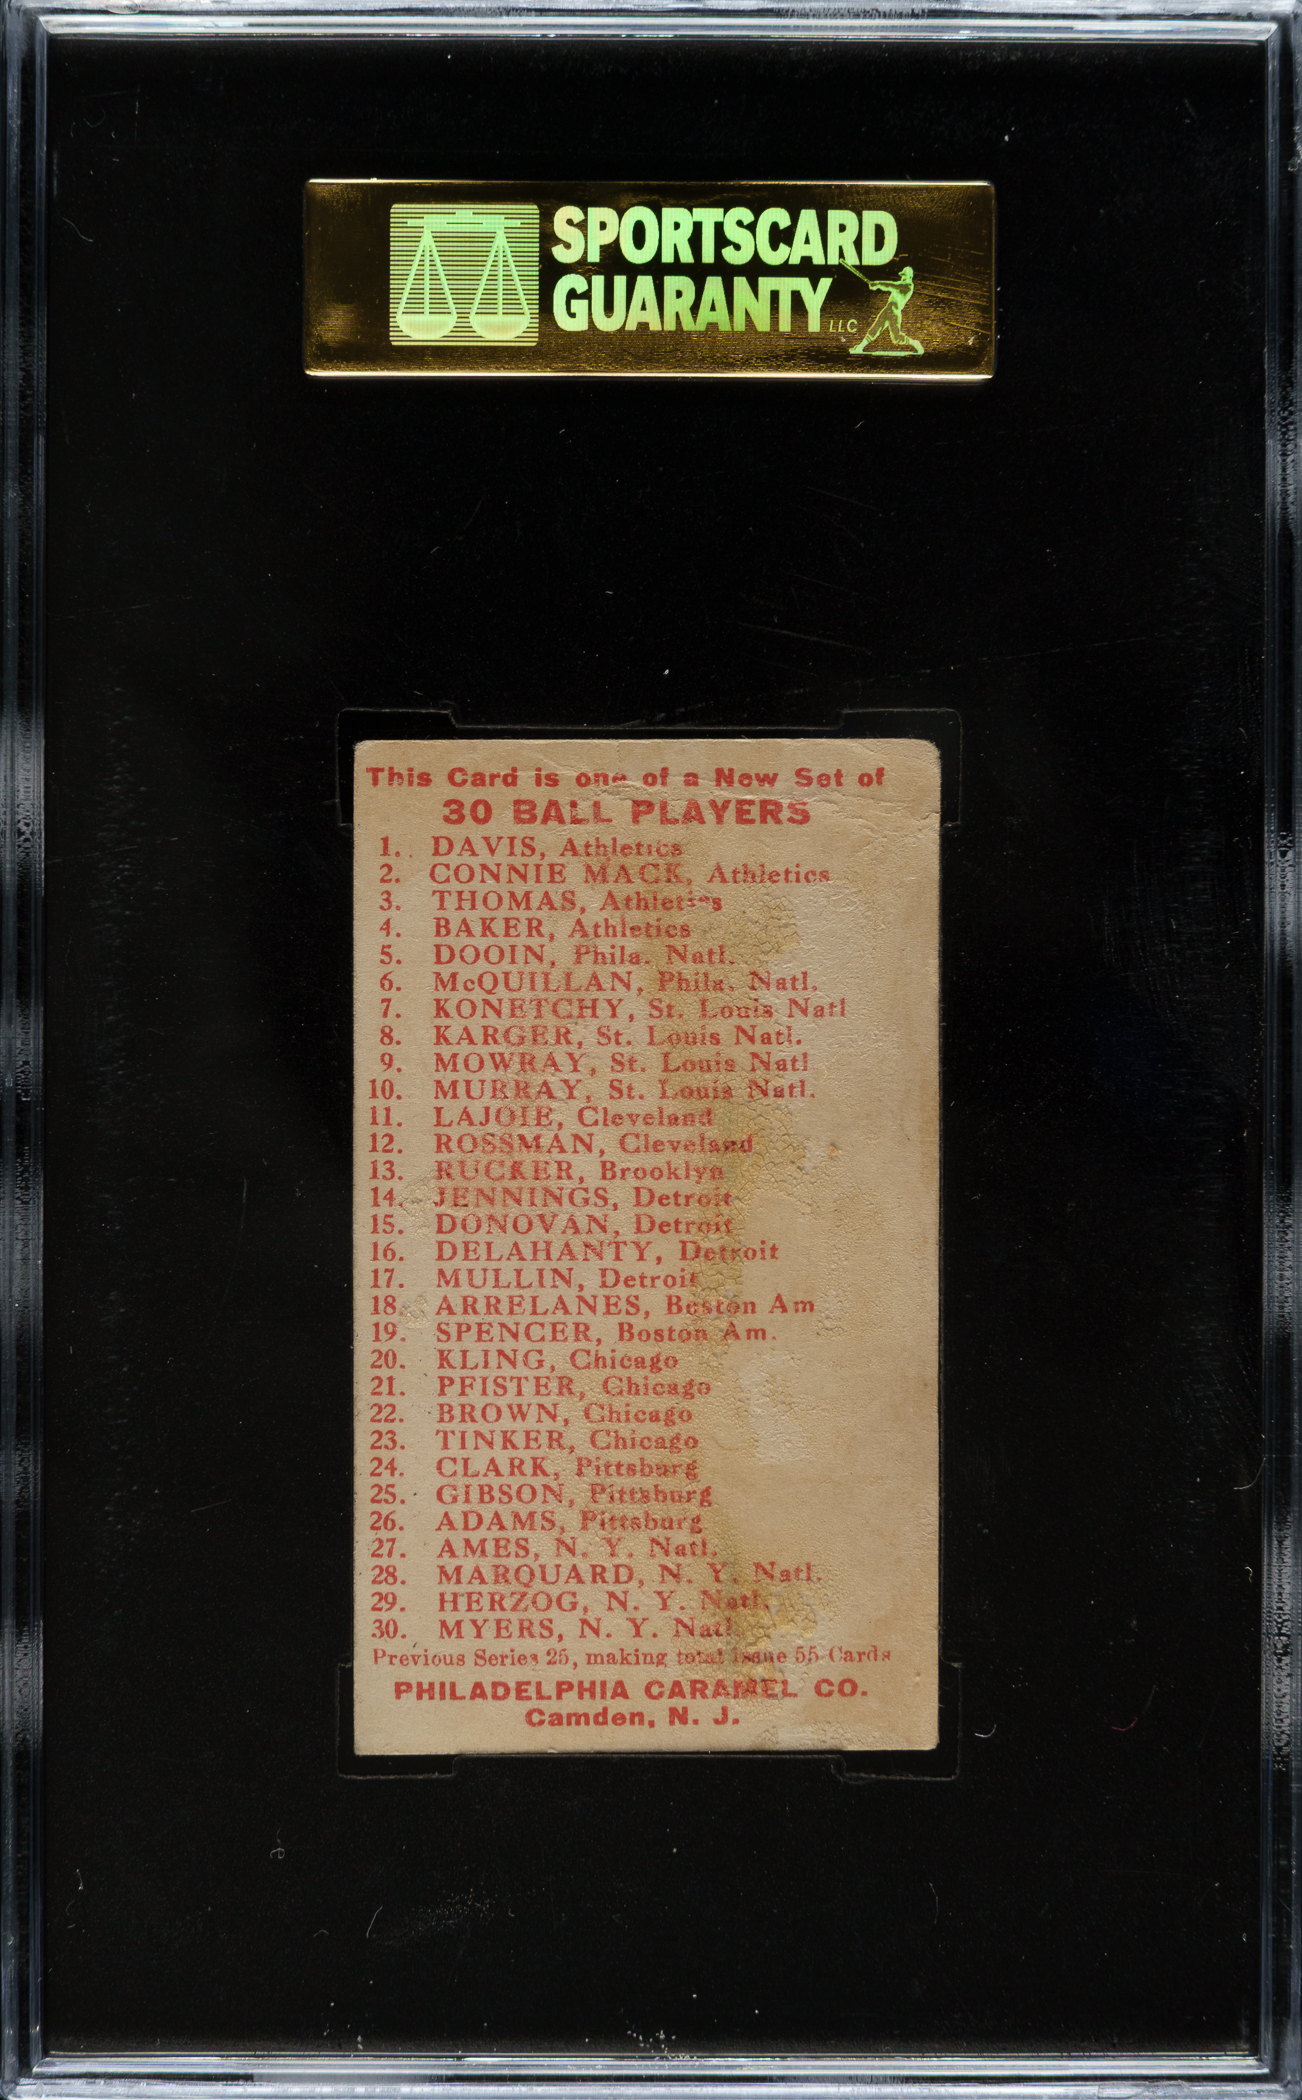 SPORTSCARD
GUARANTY LLC
This Card is one of a New Set of
30 BALL PLAYERS
1. DAVIS, Athletics
2. CONNIE MACK, Athletics
3. THOMAS, Athletics
4. BAKER, Athletics
5. DOOIN, Phila. Natl.
6. McQUILLAN, Phila. Natl.
7. KONETCHY, St. Louis Natl
8. KARGER, St. Louis Natl.
9. MOWRAY, St. Louis Natl
10. MURRAY, St. Louis Natl.
11. LAJOIE, Cleveland
12. ROSSMAN, Cleveland
13. RUCKER, Brooklyn
14. JENNINGS, Detroit
15. DONOVAN, Detroit
16. DELAHANTY, Detroit
17. MULLIN, Detroit
18. ARRELANES, Boston Am
19. SPENCER, Boston Am.
20. KLING, Chicago
21. PFISTER, Chicago
22. BROWN, Chicago
23. TINKER, Chicago
24. CLARK, Pittsburg
25. GIBSON, Pittsburg
26. ADAMS, Pittsburg
27. AMES, N. Y. Natl.
28. MARQUARD, N. Y. Natl.
29. HERZOG, N. Y. Natl.
30. MYERS, N. Y. Natl
Previous Series 25, making total issue 55 Cards
PHILADELPHIA CARAMEL CO.
Camden, N. J.